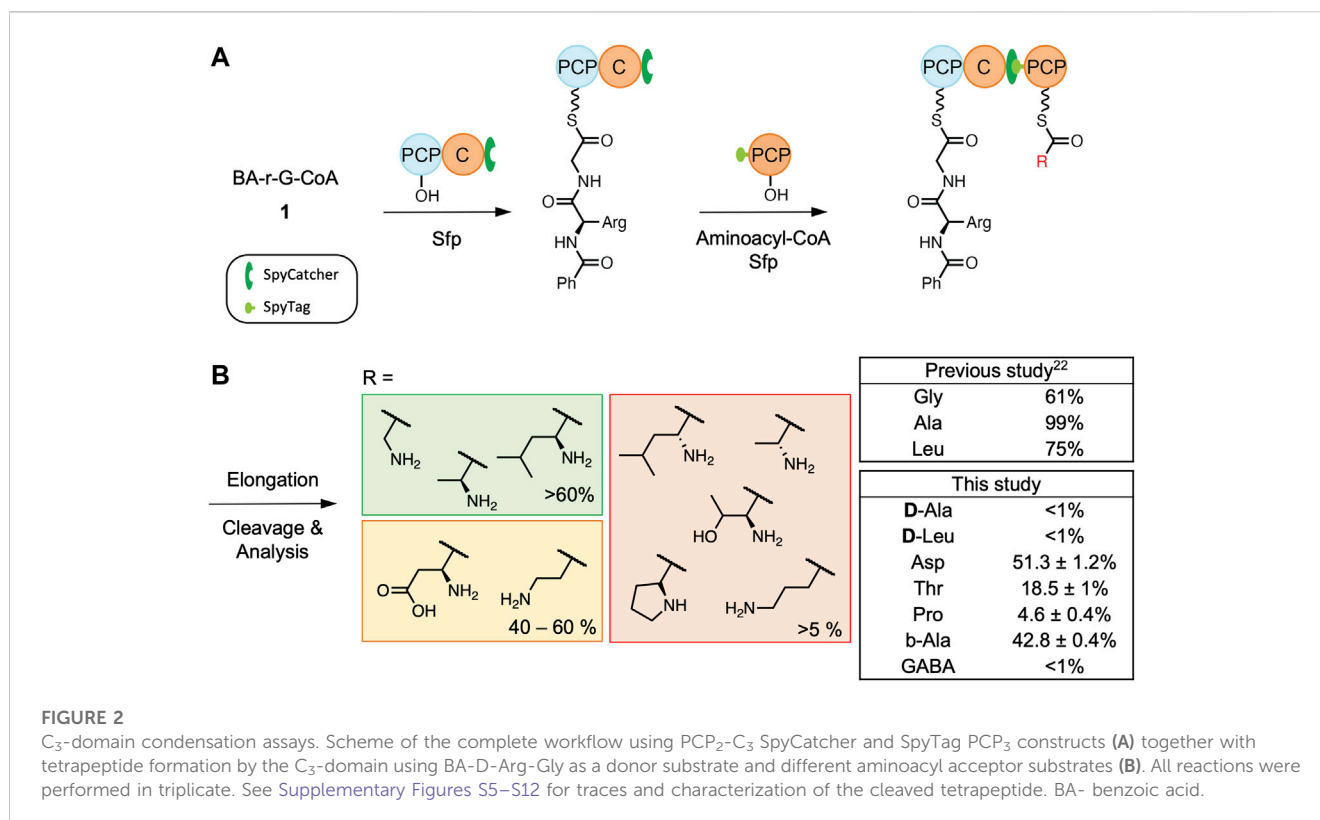 A
BA-r-G-CoA
1
SpyCatcher
SpyTag
PCP C
OH
Sfp
PCP C
S
O
NH
O
Arg
HN
O
Ph
PCP
OH
Aminoacyl-CoA
Sfp
PCP C PCP
S
S
O
O
R
NH
O
Arg
HN
O
Ph
B
Elongation
Cleavage &
Analysis
R =
NH2
NH2
NH2
>60%
O
OH
NH2
H2N
40 – 60 %
NH2
NH2
HO
NH2
NH
H2N
>5 %
Previous study22
Gly 61%
Ala 99%
Leu 75%
This study
D-Ala <1%
D-Leu <1%
Asp 51.3 ± 1.2%
Thr 18.5 ± 1%
Pro 4.6 ± 0.4%
b-Ala 42.8 ± 0.4%
GABA <1%
FIGURE 2
C3-domain condensation assays. Scheme of the complete workflow using PCP2-C3 SpyCatcher and SpyTag PCP3 constructs (A) together with
tetrapeptide formation by the C3-domain using BA-D-Arg-Gly as a donor substrate and different aminoacyl acceptor substrates (B). All reactions were
performed in triplicate. See Supplementary Figures S5–S12 for traces and characterization of the cleaved tetrapeptide. BA- benzoic acid.